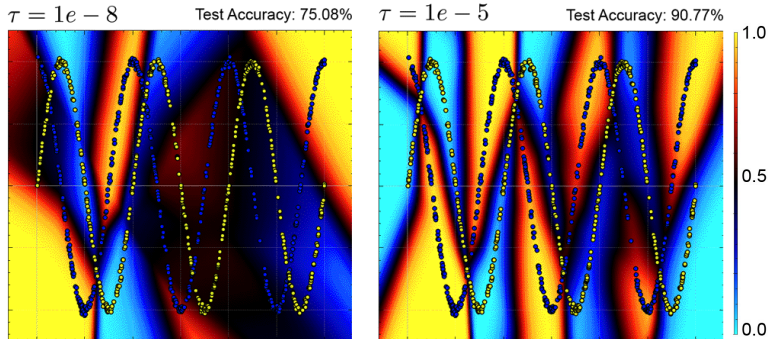 τ = 1e − 8 Test Accuracy: 75.08%
τ = 1e − 5 Test Accuracy: 90.77%
1.0
0.5
0.0